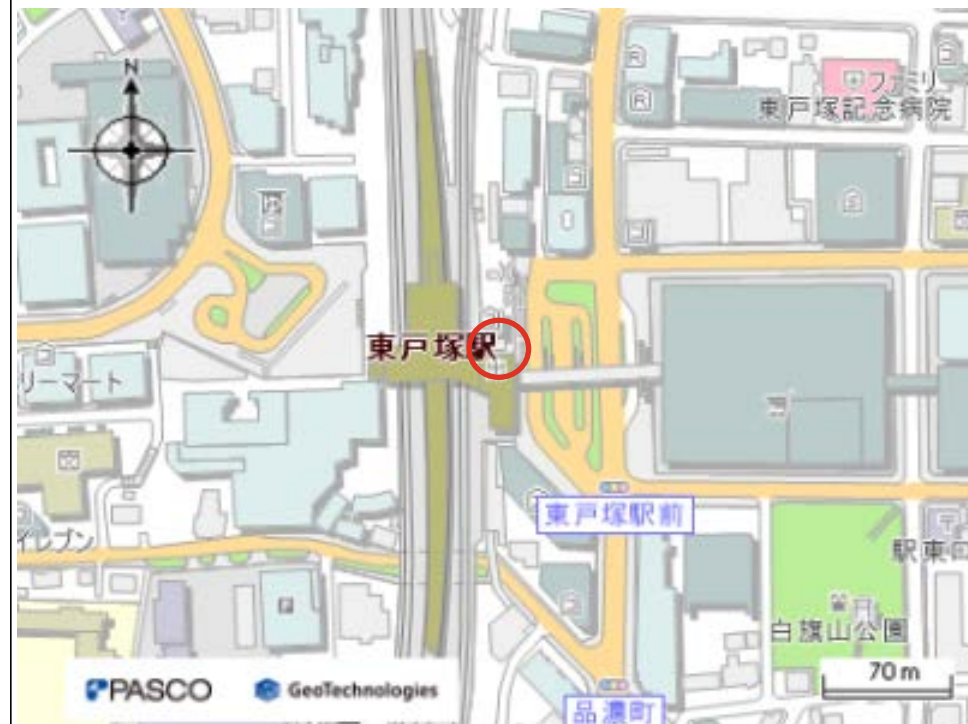 N
R
R
ファミリ
東戸塚記念病院
東戸塚駅
リーマート
東戸塚駅前
イレブン
駅東口
白旗山公園
P
70 m
PASCO
GeoTechnologies
品濃町